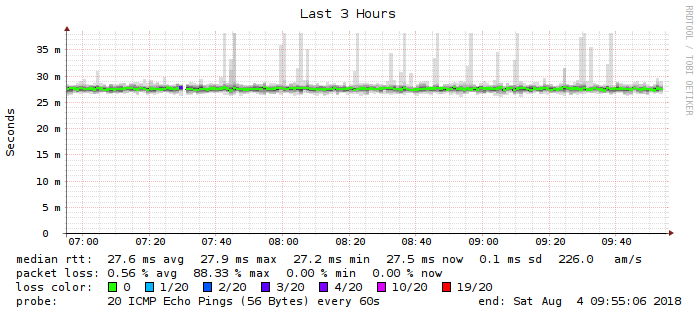 Last 3 Hours
RRDTOOL / TOBI OETIKER
Seconds
35 m
30 m
25 m
20 m
15 m
10 m
5 m
0
07:00 07:20 07:40 08:00 08:20 08:40 09:00 09:20 09:40
median rtt: 27.6 ms avg 27.9 ms max 27.2 ms min 27.5 ms now 0.1 ms sd 226.0 am/s
packet loss: 0.56 % avg 88.33 % max 0.00 % min 0.00 % now
loss color: 0 1/20 2/20 3/20 4/20 10/20 19/20
probe: 20 ICMP Echo Pings (56 Bytes) every 60s end: Sat Aug 4 09:55:06 2018